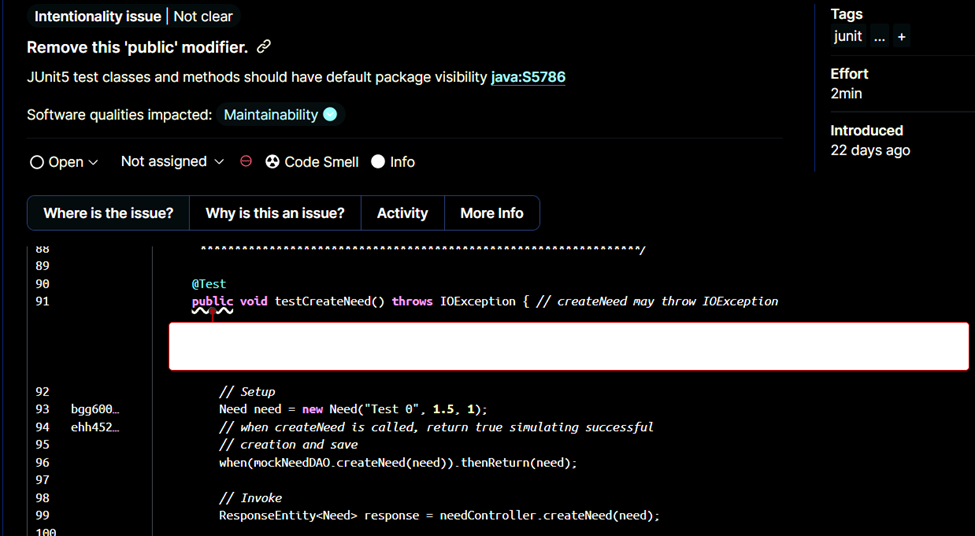 Intentionality issue | Not clear
Remove this 'public' modifier.
JUnit5 test classes and methods should have default package visibility java:S5786
Software qualities impacted: Maintainability
Open Not assigned Code Smell Info
Where is the issue? Why is this an issue? Activity More Info
Tags
junit ... +
Effort
2min
Introduced
22 days ago
88 ****************************************************************/
89
90 @Test
91 public void testCreateNeed() throws IOException { // createNeed may throw IOException
92 // Setup
93 bgg600… Need need = new Need("Test 0", 1.5, 1);
94 ehh452… // when createNeed is called, return true simulating successful
95 // creation and save
96 when(mockNeedDAO.createNeed(need)).thenReturn(need);
97
98 // Invoke
99 ResponseEntity<Need> response = needController.createNeed(need);
100